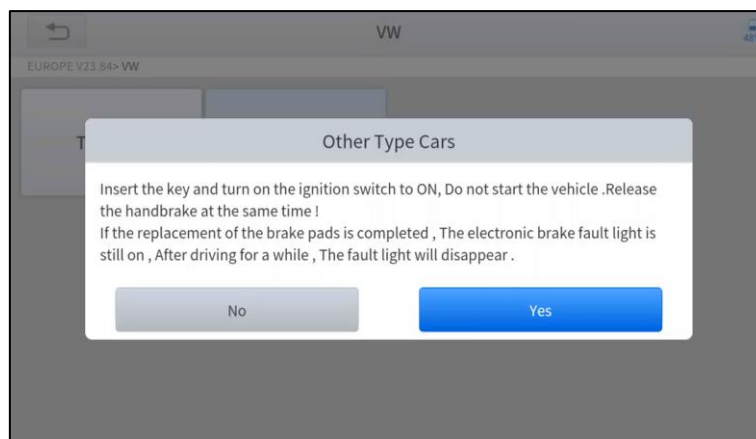 VW
48%
EUROPE V23.84> VW
T
Other Type Cars
Insert the key and turn on the ignition switch to ON, Do not start the vehicle .Release
the handbrake at the same time !
If the replacement of the brake pads is completed , The electronic brake fault light is
still on , After driving for a while , The fault light will disappear .
No
Yes